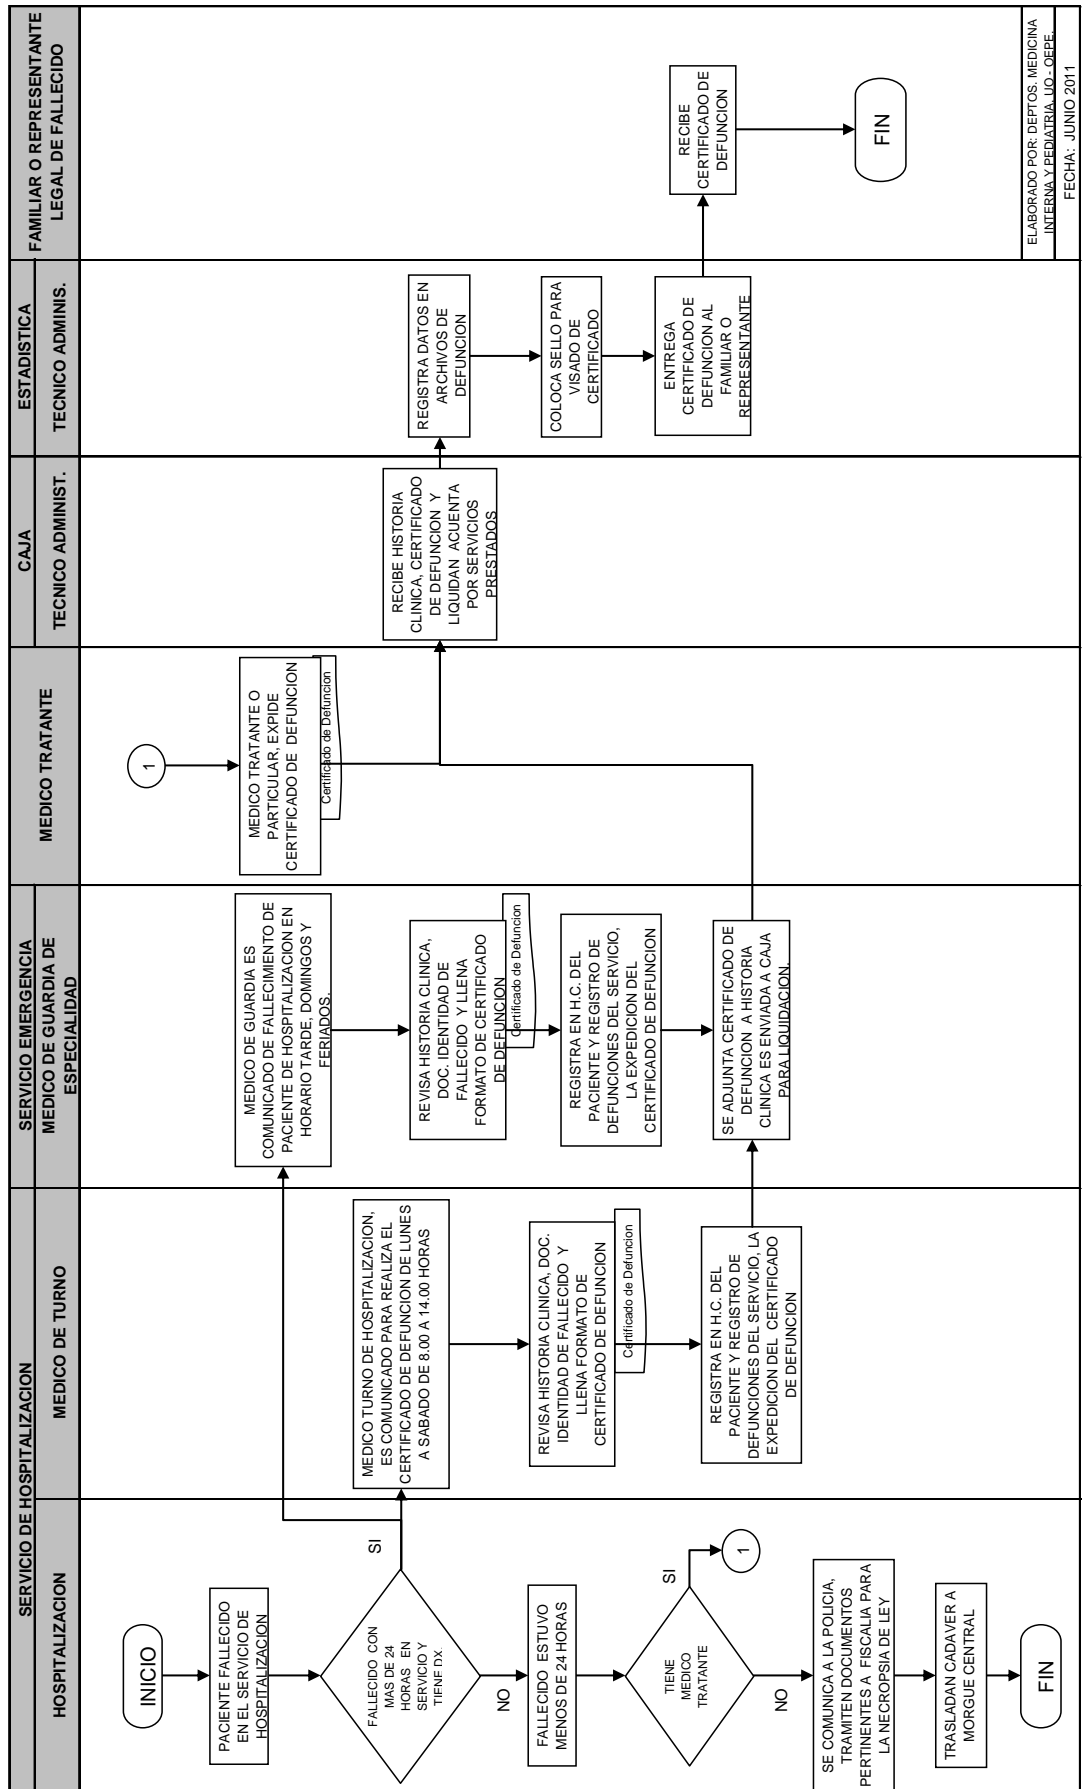 SERVICIO DE HOSPITALIZACION
HOSPITALIZACION
MEDICO DE TURNO
SERVICIO EMERGENCIA
MEDICO DE GUARDIA DE
ESPECIALIDAD
MEDICO TRATANTE
CAJA
TECNICO ADMINIST.
ESTADISTICA
TECNICO ADMINIS.
FAMILIAR O REPRESENTANTE
LEGAL DE FALLECIDO
INICIO
PACIENTE FALLECIDO
EN EL SERVICIO DE
HOSPITALIZACION
FALLECIDO CON
MAS DE 24
HORAS EN
SERVICIO Y
TIENE DX.
SI
NO
FALLECIDO ESTUVO
MENOS DE 24 HORAS
TIENE
MEDICO
TRATANTE
SI
1
NO
SE COMUNICA A LA POLICIA,
TRAMITEN DOCUMENTOS
PERTINENTES A FISCALIA PARA
LA NECROPSIA DE LEY
TRASLADAN CADAVER A
MORGUE CENTRAL
FIN
MEDICO TURNO DE HOSPITALIZACION,
ES COMUNICADO PARA REALIZA EL
CERTIFICADO DE DEFUNCION DE LUNES
A SABADO DE 8.00 A 14.00 HORAS
REVISA HISTORIA CLINICA, DOC.
IDENTIDAD DE FALLECIDO Y
LLENA FORMATO DE
CERTIFICADO DE DEFUNCION
Certificado de Defuncion
REGISTRA EN H.C. DEL
PACIENTE Y REGISTRO DE
DEFUNCIONES DEL SERVICIO, LA
EXPEDICION DEL CERTIFICADO
DE DEFUNCION
MEDICO DE GUARDIA ES
COMUNICADO DE FALLECIMIENTO DE
PACIENTE DE HOSPITALIZACION EN
HORARIO TARDE, DOMINGOS Y
FERIADOS.
REVISA HISTORIA CLINICA,
DOC. IDENTIDAD DE
FALLECIDO Y LLENA
FORMATO DE CERTIFICADO
DE DEFUNCION
Certificado de Defuncion
REGISTRA EN H.C. DEL
PACIENTE Y REGISTRO DE
DEFUNCIONES DEL SERVICIO,
LA EXPEDICION DEL
CERTIFICADO DE DEFUNCION
SE ADJUNTA CERTIFICADO DE
DEFUNCION A HISTORIA
CLINICA ES ENVIADA A CAJA
PARA LIQUIDACION.
1
MEDICO TRATANTE O
PARTICULAR, EXPIDE
CERTIFICADO DE DEFUNCION
Certificado de Defuncion
RECIBE HISTORIA
CLINICA, CERTIFICADO
DE DEFUNCION Y
LIQUIDAN ACUENTA
POR SERVICIOS
PRESTADOS
REGISTRA DATOS EN
ARCHIVOS DE
DEFUNCION
COLOCA SELLO PARA
VISADO DE
CERTIFICADO
ENTREGA
CERTIFICADO DE
DEFUNCION AL
FAMILIAR O
REPRESENTANTE
RECIBE
CERTIFICADO DE
DEFUNCION
FIN
ELABORADO POR: DEPTOS. MEDICINA
INTERNA Y PEDIATRIA, UO - OEPE.
FECHA: JUNIO 2011